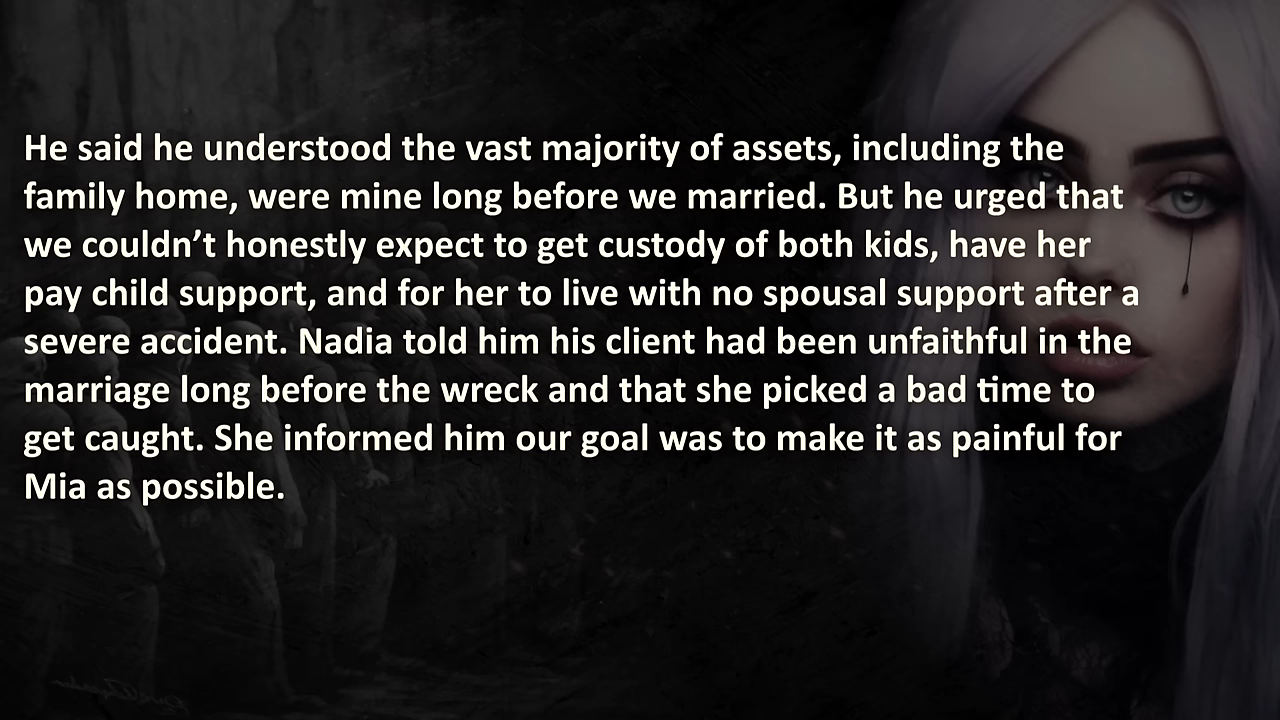 He said he understood the vast majority of assets, including the
family home, were mine long before we married. But he urged that
we couldn’t honestly expect to get custody of both kids, have her
pay child support, and for her to live with no spousal support after a
severe accident. Nadia told him his client had been unfaithful in the
marriage long before the wreck and that she picked a bad time to
get caught. She informed him our goal was to make it as painful for
Mia as possible.